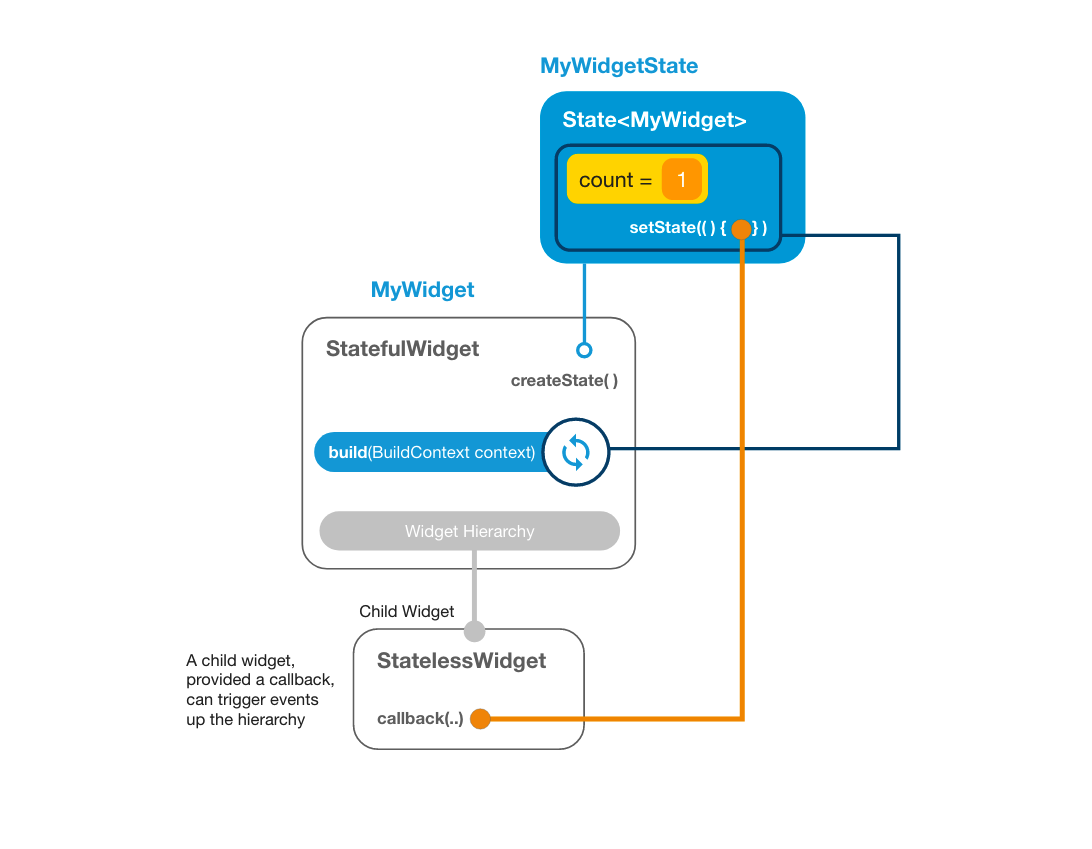 MyWidgetState
State<MyWidget>
count = 1
setState(( ) { } )
MyWidget
StatefulWidget
createState( )
build(BuildContext context)
Widget Hierarchy
Child Widget
StatelessWidget
A child widget,
provided a callback,
can trigger events
up the hierarchy
callback(..)